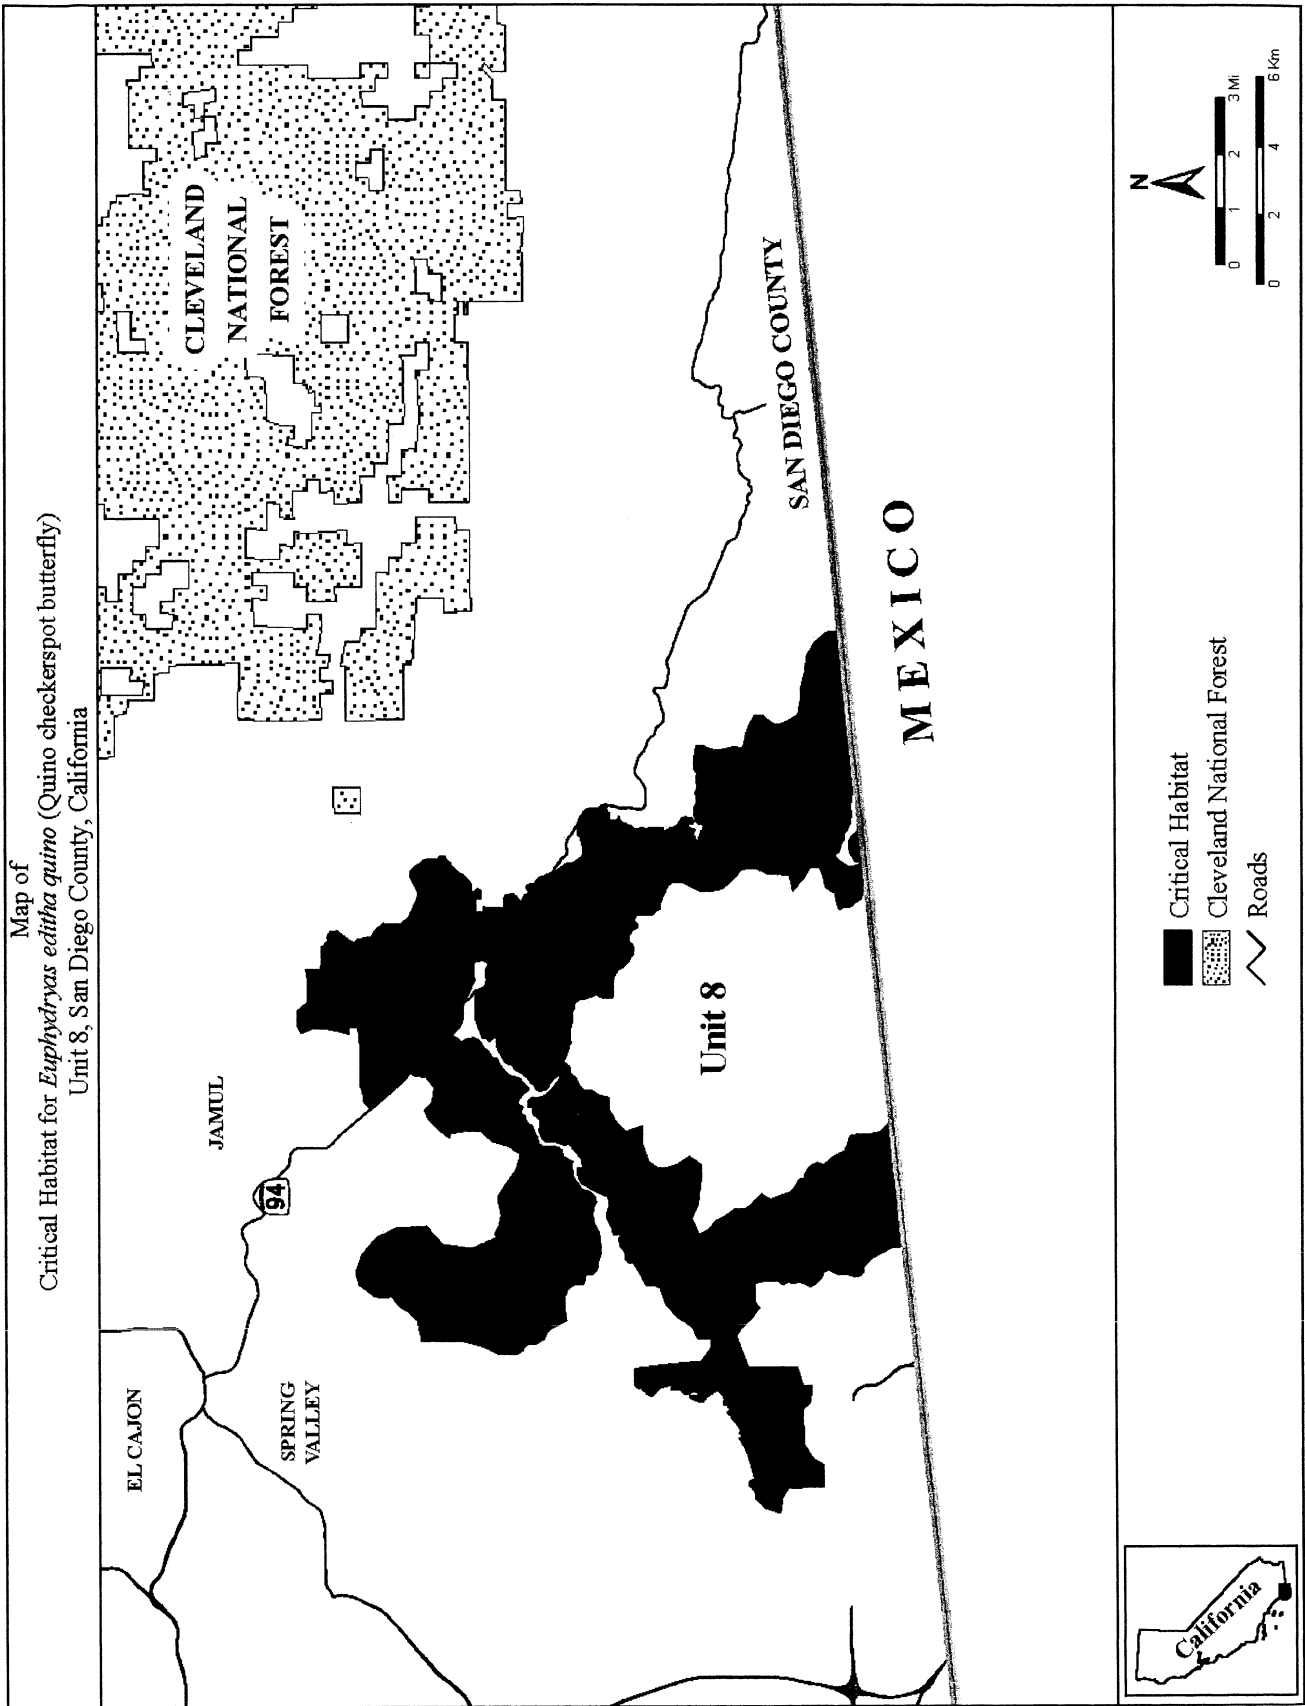 Map of
Critical Habitat for Euphydryas editha quino (Quino checkerspot butterfly)
Unit 8, San Diego County, California
CLEVELAND
NATIONAL
FOREST
EL CAJON
JAMUL
94
SPRING
VALLEY
Unit 8
SAN DIEGO COUNTY
MEXICO
California
Critical Habitat
Cleveland National Forest
Roads
N
0 1 2 3 Mi
0 2 4 6 Km